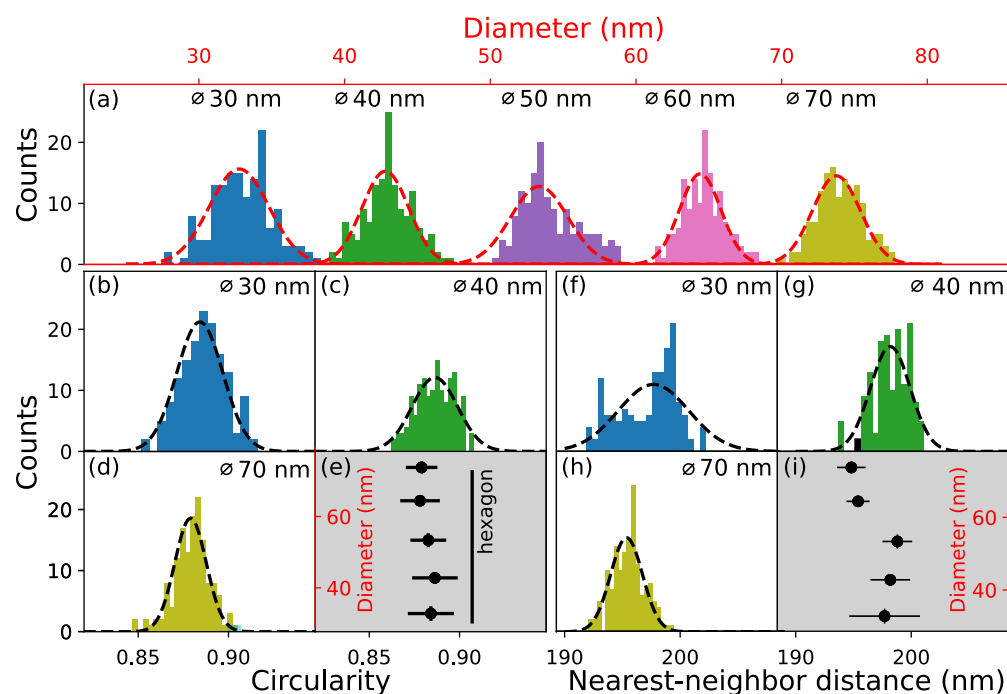 Diameter (nm)
30 40 50 60 70 80
(a) ⌀ 30 nm ⌀ 40 nm ⌀ 50 nm ⌀ 60 nm ⌀ 70 nm
Counts
20
10
0
(b) ⌀ 30 nm (c) ⌀ 40 nm (f) ⌀ 30 nm (g) ⌀ 40 nm
Counts
20
10
0
(d) ⌀ 70 nm (e) (h) ⌀ 70 nm (i)
20
10
0
Diameter (nm)
60
40
hexagon
Diameter (nm)
60
40
0.85 0.90 0.85 0.90 190 200 190 200
Circularity Nearest-neighbor distance (nm)